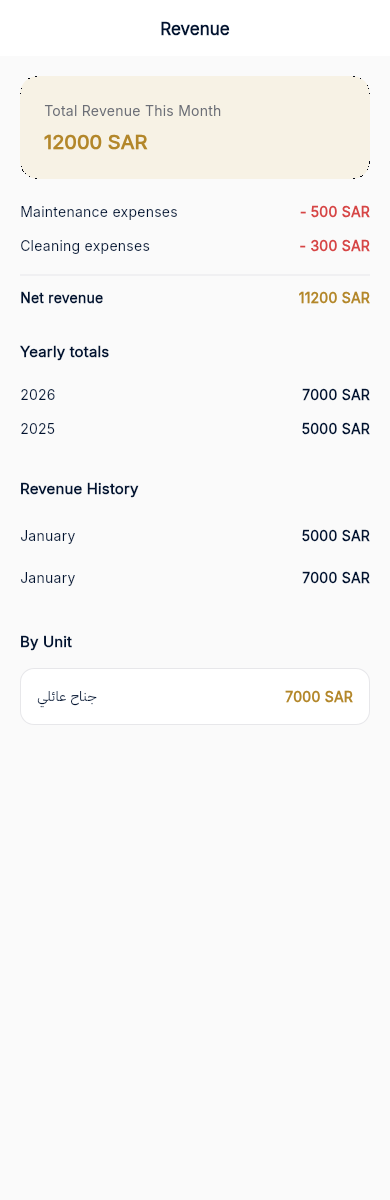 Revenue
Total Revenue This Month
12000 SAR
Maintenance expenses - 500 SAR
Cleaning expenses - 300 SAR
Net revenue 11200 SAR
Yearly totals
2026 7000 SAR
2025 5000 SAR
Revenue History
January 5000 SAR
January 7000 SAR
By Unit
جناح عائلي 7000 SAR